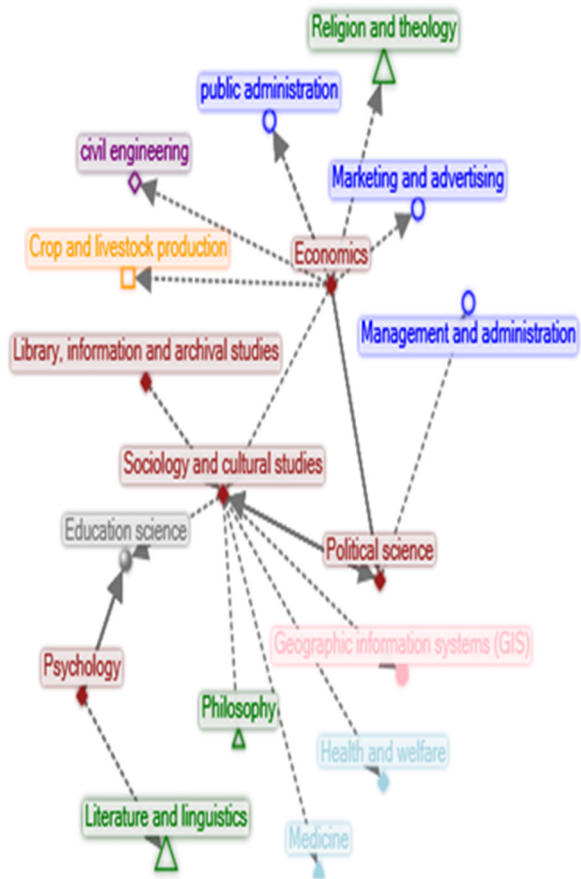 Religion and theology
public administration
civil engineering
Marketing and advertising
Crop and livestock production
Economics
Management and administration
Library, information and archival studies
Sociology and cultural studies
Education science
Political science
Geographic information systems (GIS)
Psychology
Philosophy
Health and welfare
Literature and linguistics
Medicine